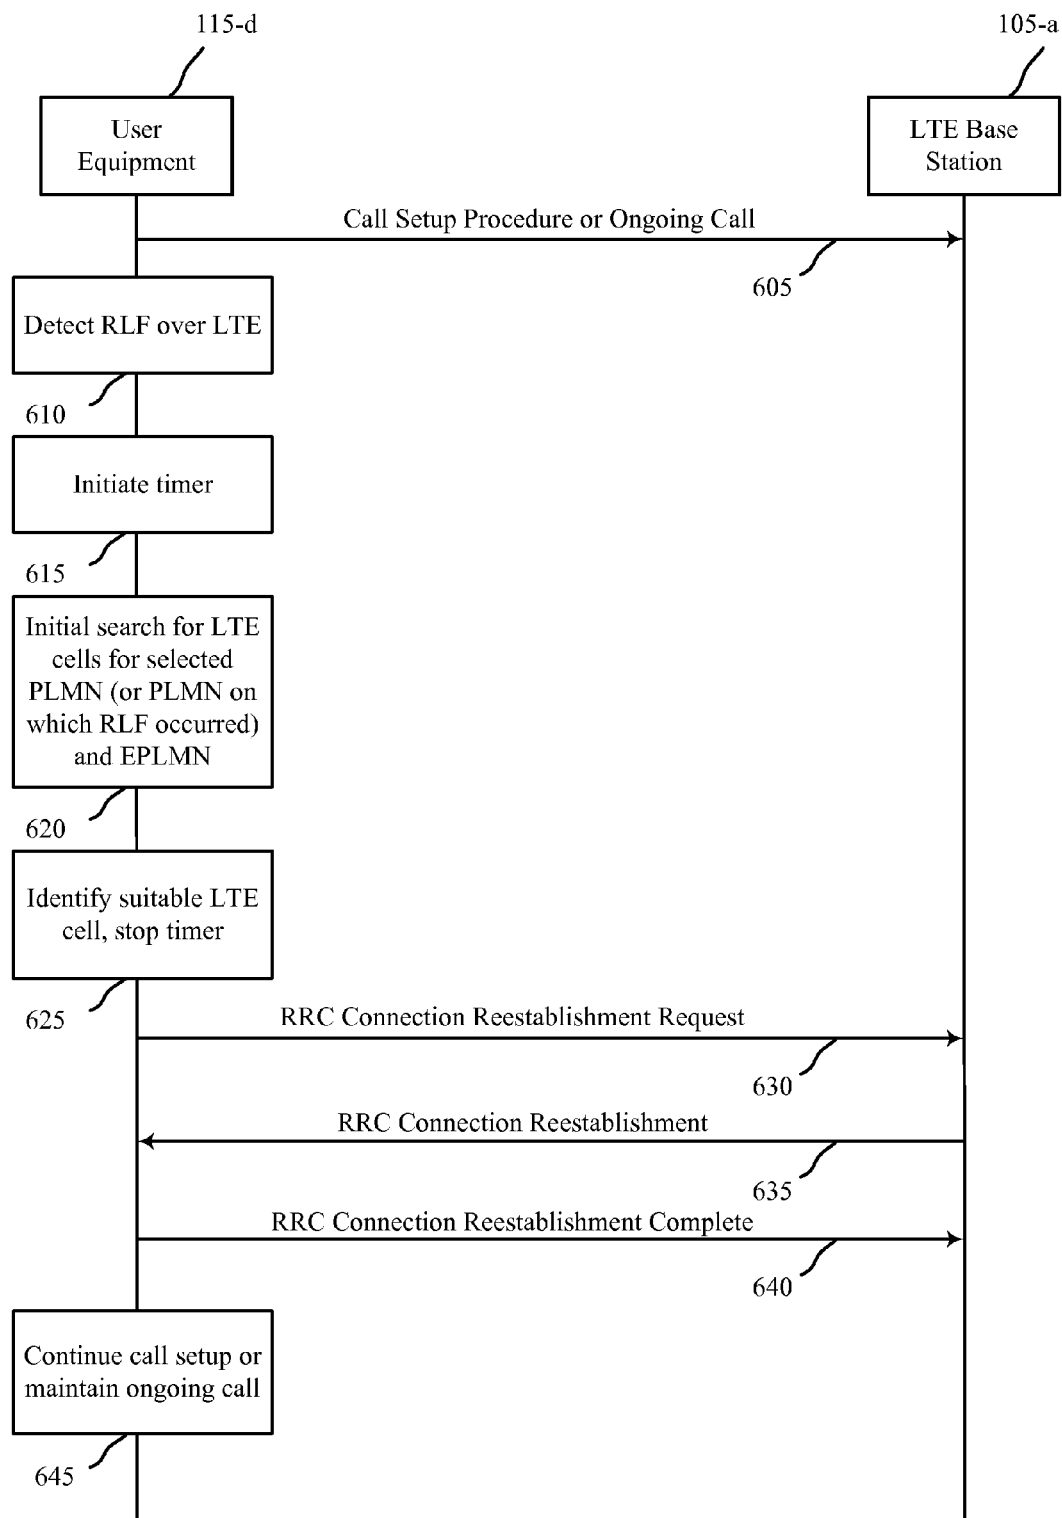 115-d
105-a
User
Equipment
LTE Base
Station
Call Setup Procedure or Ongoing Call
605
Detect RLF over LTE
610
Initiate timer
615
Initial search for LTE
cells for selected
PLMN (or PLMN on
which RLF occurred)
and EPLMN
620
Identify suitable LTE
cell, stop timer
625
RRC Connection Reestablishment Request
630
RRC Connection Reestablishment
635
RRC Connection Reestablishment Complete
640
Continue call setup or
maintain ongoing call
645